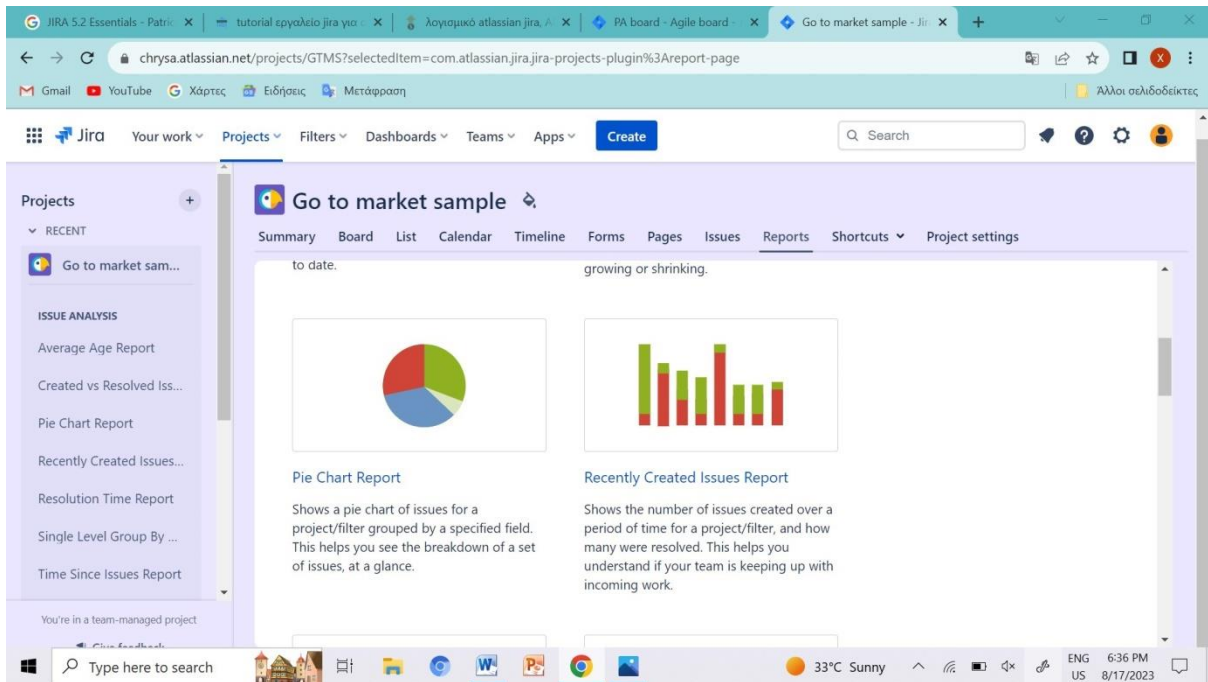 JIRA 5.2 Essentials - Patric
tutorial εργαλείο jira για
λογισμικό atlassian jira, A
PA board - Agile board -
Go to market sample - Jir
chrysa.atlassian.net/projects/GTMS?selectedItem=com.atlassian.jira.jira-projects-plugin%3Areport-page
X
Gmail YouTube Χάρτες Ειδήσεις Μετάφραση Άλλοι σελιδοδείκτες
Jira Your work Projects Filters Dashboards Teams Apps Create Search
Projects
RECENT
Go to market sam...
ISSUE ANALYSIS
Average Age Report
Created vs Resolved Iss...
Pie Chart Report
Recently Created Issues...
Resolution Time Report
Single Level Group By ...
Time Since Issues Report
You're in a team-managed project
Give feedback
Go to market sample
Summary Board List Calendar Timeline Forms Pages Issues Reports Shortcuts Project settings
to date.
growing or shrinking.
Pie Chart Report
Shows a pie chart of issues for a
project/filter grouped by a specified field.
This helps you see the breakdown of a set
of issues, at a glance.
Recently Created Issues Report
Shows the number of issues created over a
period of time for a project/filter, and how
many were resolved. This helps you
understand if your team is keeping up with
incoming work.
Type here to search
33°C Sunny
ENG
US
6:36 PM
8/17/2023